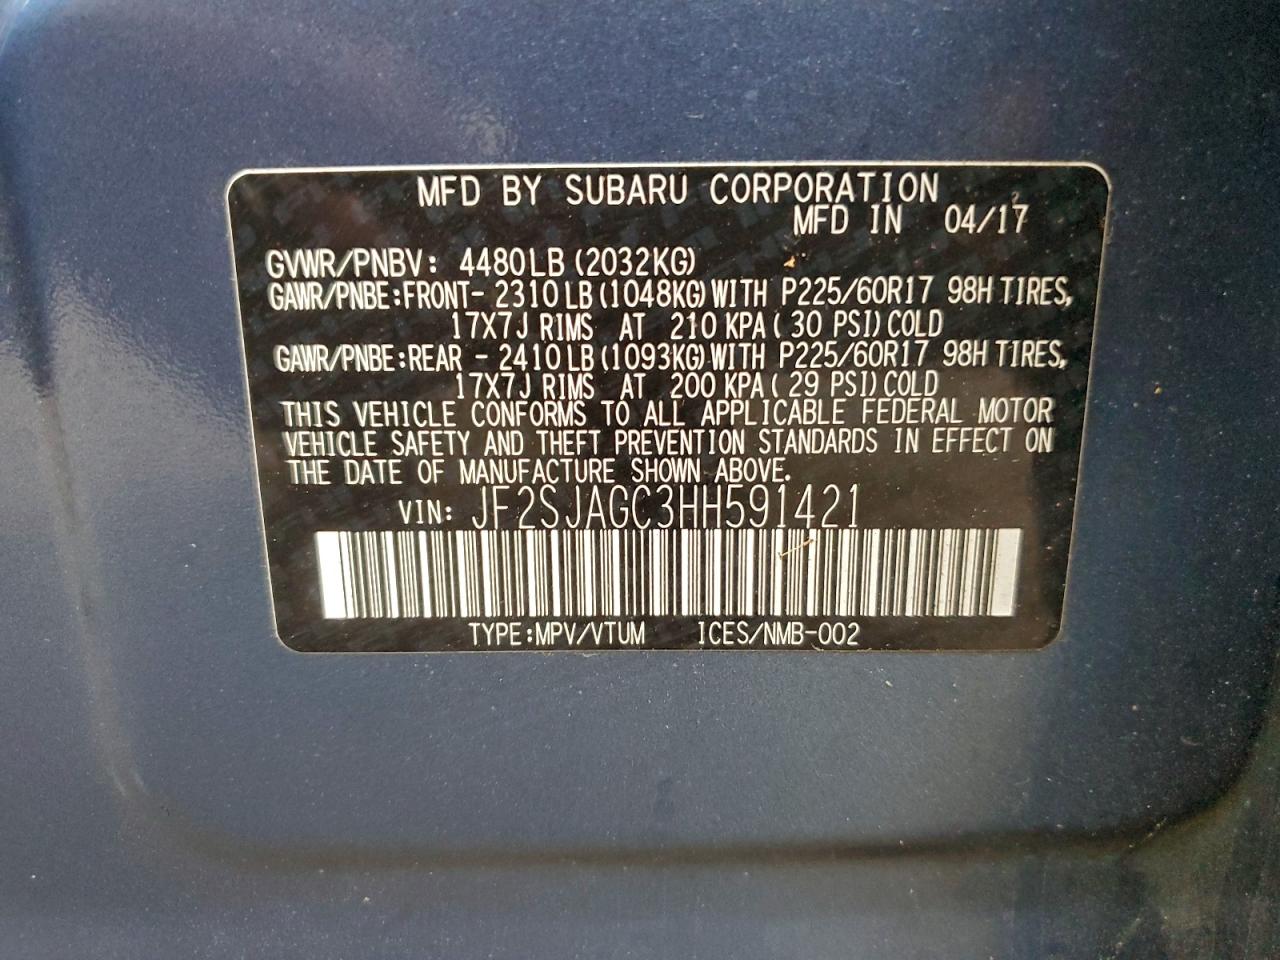 MFD BY SUBARU CORPORATION
MFD IN 04/17
GVWR/PNBV: 4480LB (2032KG)
GAWR/PNBE:FRONT- 2310LB (1048KG) WITH P225/60R17 98H TIRES,
17X7J RIMS AT 210 KPA ( 30 PSI) COLD
GAWR/PNBE:REAR - 2410LB (1093KG) WITH P225/60R17 98H TIRES,
17X7J RIMS AT 200 KPA ( 29 PSI) COLD
THIS VEHICLE CONFORMS TO ALL APPLICABLE FEDERAL MOTOR
VEHICLE SAFETY AND THEFT PREVENTION STANDARDS IN EFFECT ON
THE DATE OF MANUFACTURE SHOWN ABOVE.
VIN: JF2SJAGC3HH591421
TYPE:MPV/VTUM ICES/NMB-002